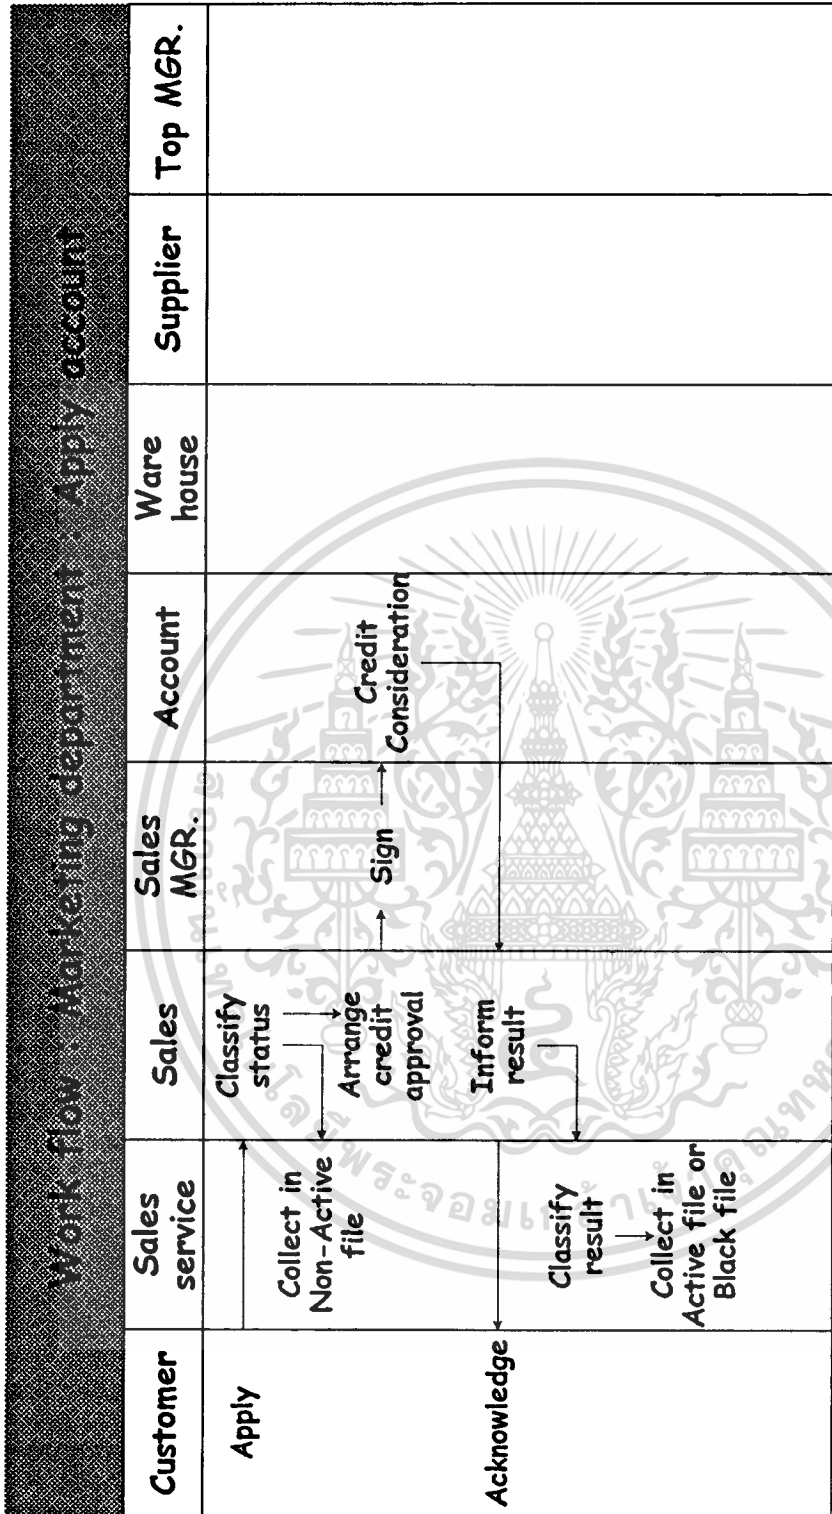 Work flow : Marketing department : Apply account
Customer
Sales
service
Sales
Sales
MGR.
Account
Ware
house
Supplier
Top MGR.
Apply
Classify
status
Collect in
Non-Active
file
Arrange
credit
approval
Sign
Credit
Consideration
Acknowledge
Inform
result
Classify
result
Collect in
Active file or
Black file